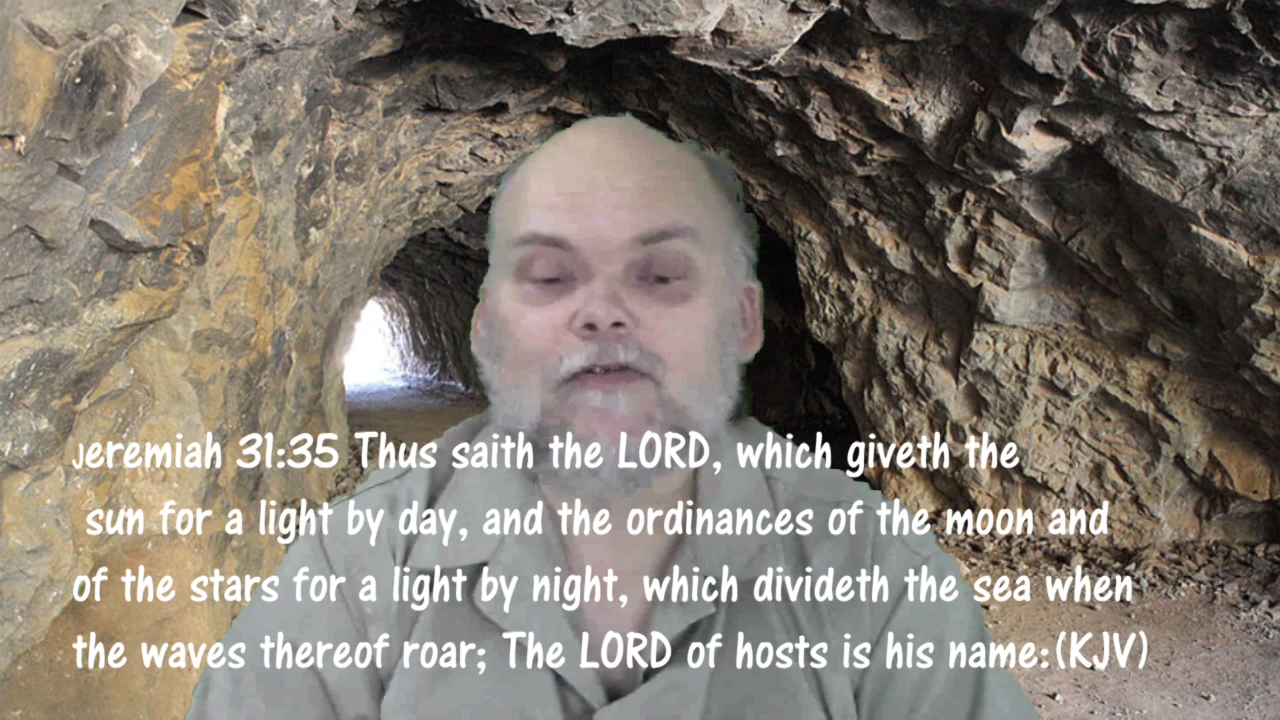 Jeremiah 31:35 Thus saith the LORD, which giveth the
sun for a light by day, and the ordinances of the moon and
of the stars for a light by night, which divideth the sea when
the waves thereof roar; The LORD of hosts is his name:(KJV)